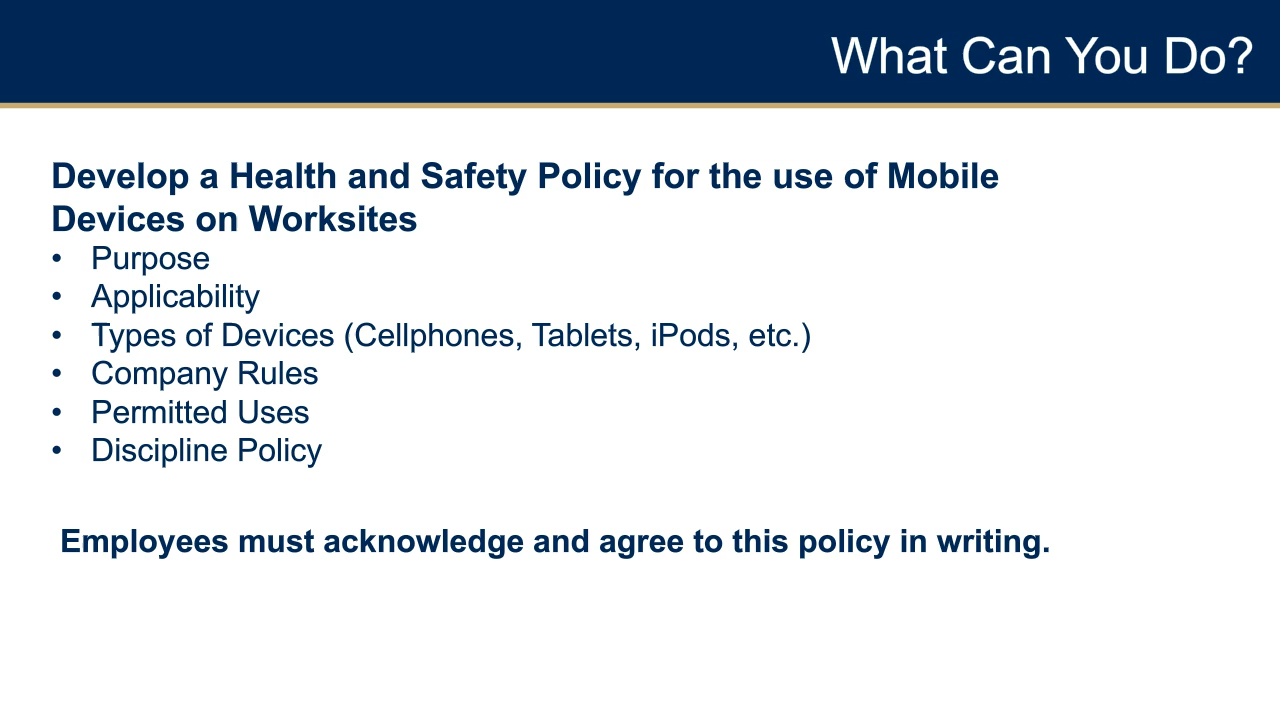 What Can You Do?
Develop a Health and Safety Policy for the use of Mobile
Devices on Worksites
• Purpose
• Applicability
• Types of Devices (Cellphones, Tablets, iPods, etc.)
• Company Rules
• Permitted Uses
• Discipline Policy
Employees must acknowledge and agree to this policy in writing.